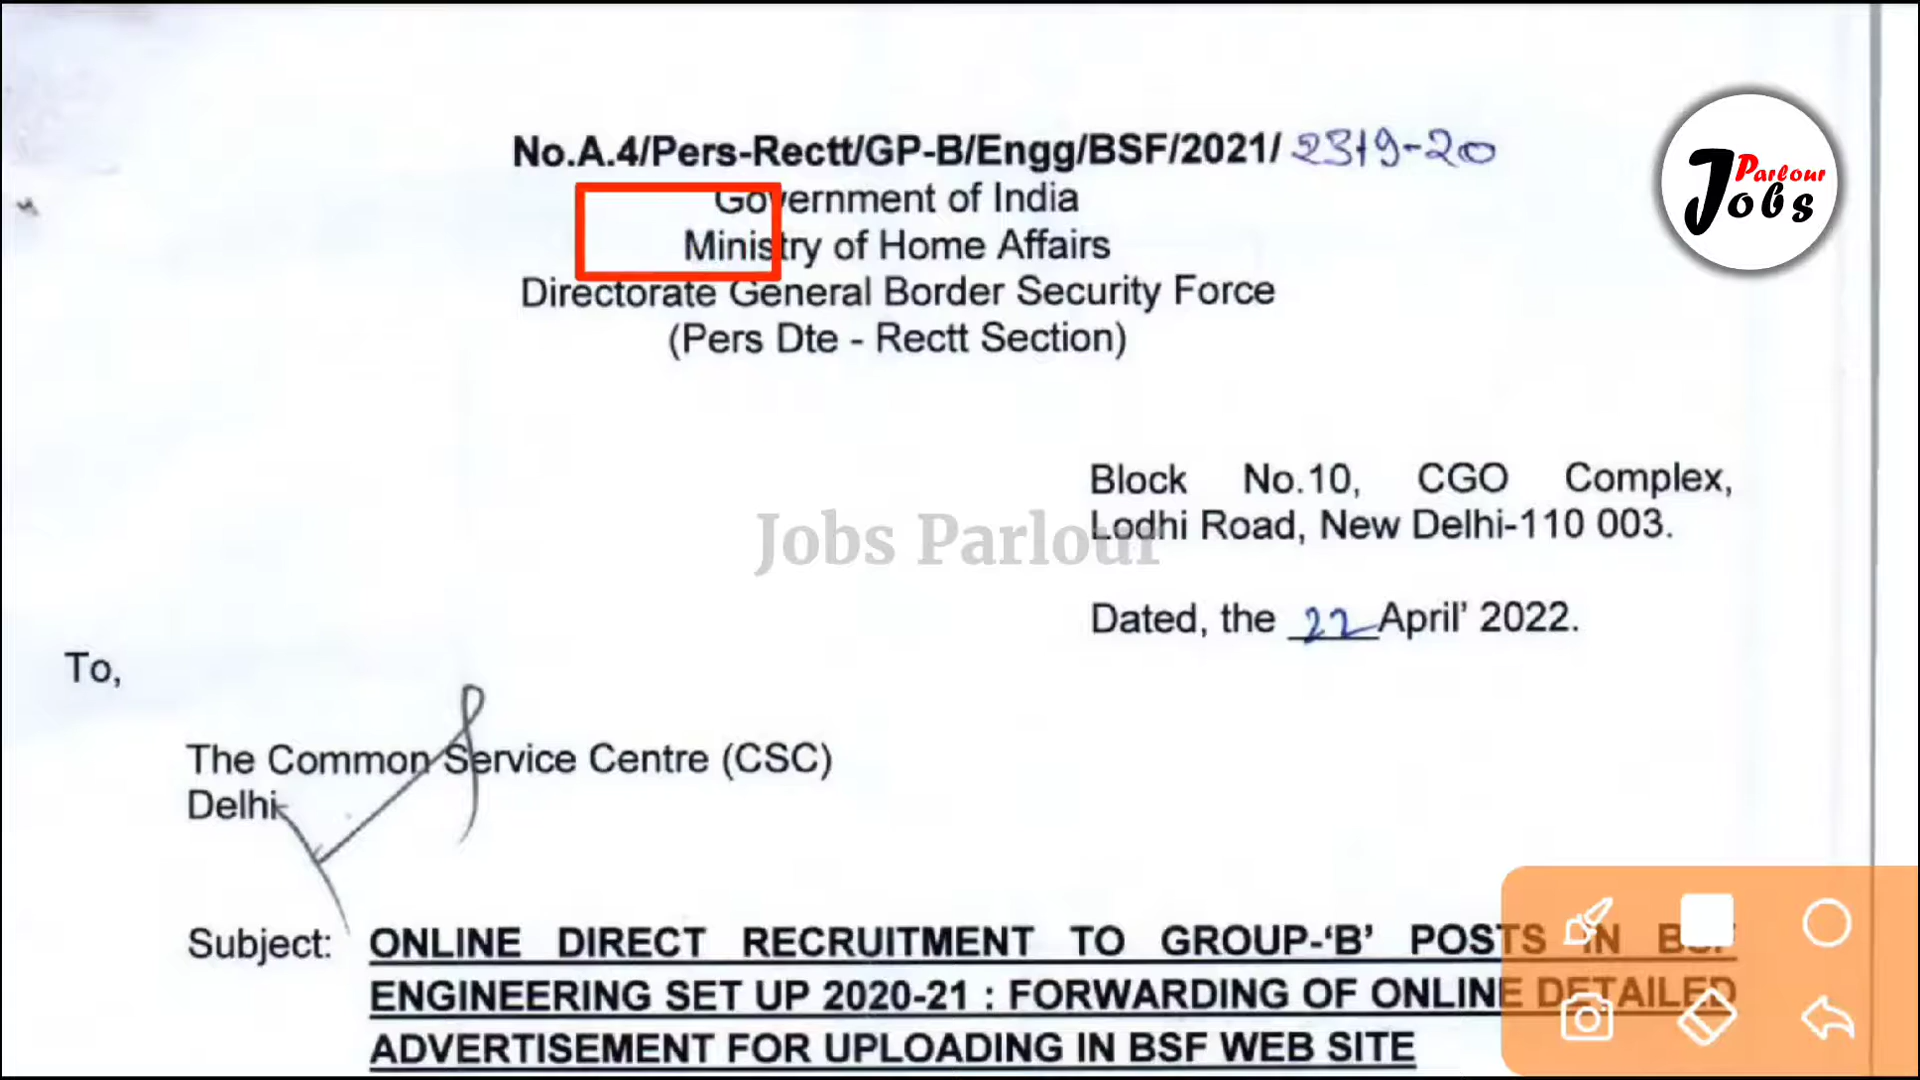 No.A.4/Pers-Rectt/GP-B/Engg/BSF/2021/2319-20
Government of India
Ministry of Home Affairs
Directorate General Border Security Force
(Pers Dte - Rectt Section)
Parlour
Jobs
Block No.10, CGO Complex,
Lodhi Road, New Delhi-110 003.
Jobs Parlour
Dated, the 22 April' 2022.
To,
The Common Service Centre (CSC)
Delhi
Subject: ONLINE DIRECT RECRUITMENT TO GROUP-‘B’ POSTS IN BSF
ENGINEERING SET UP 2020-21 : FORWARDING OF ONLINE DETAILED
ADVERTISEMENT FOR UPLOADING IN BSF WEB SITE